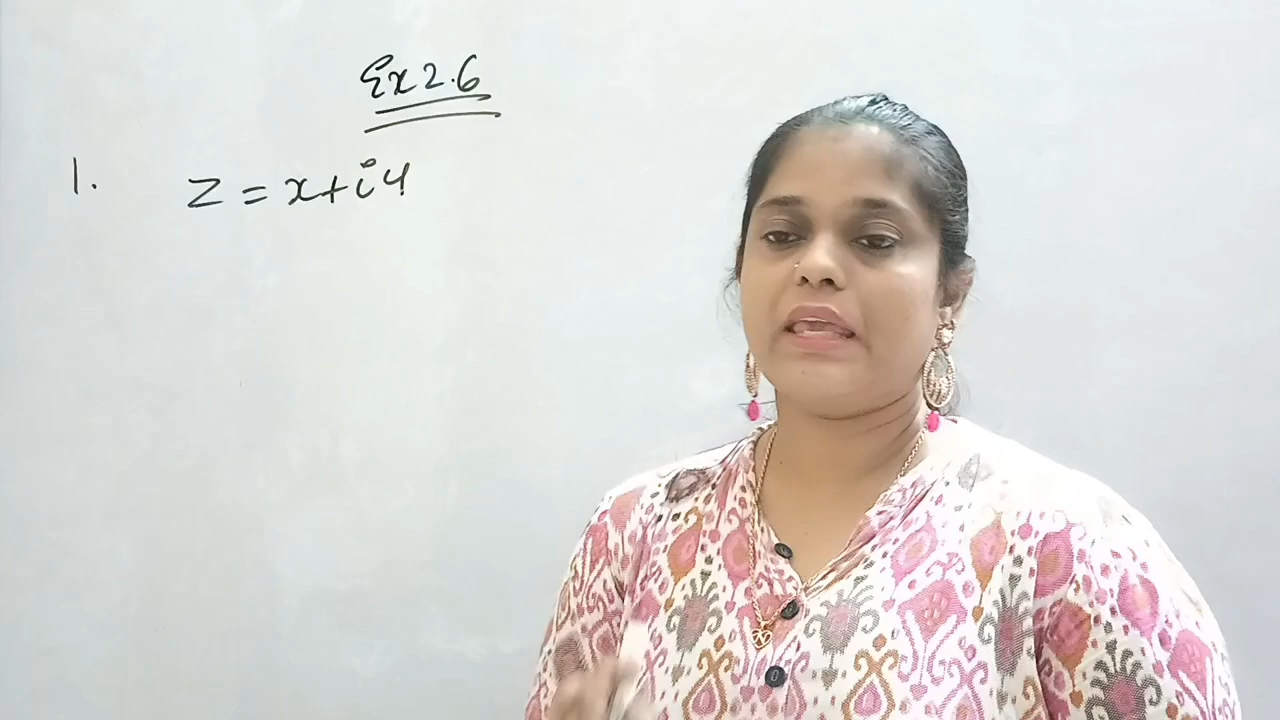 Ex 2.6
1. z = x + iy